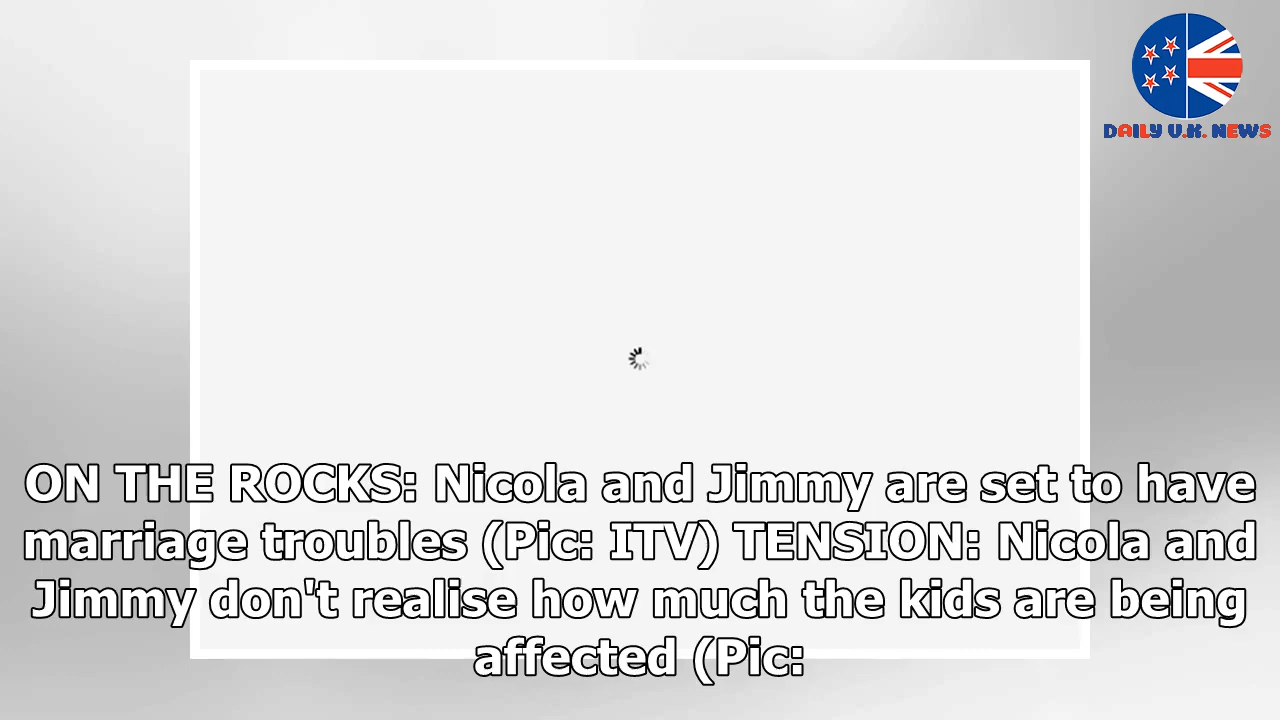 DAILY U.K. NEWS
ON THE ROCKS: Nicola and Jimmy are set to have
marriage troubles (Pic: ITV) TENSION: Nicola and
Jimmy don't realise how much the kids are being
affected (Pic: